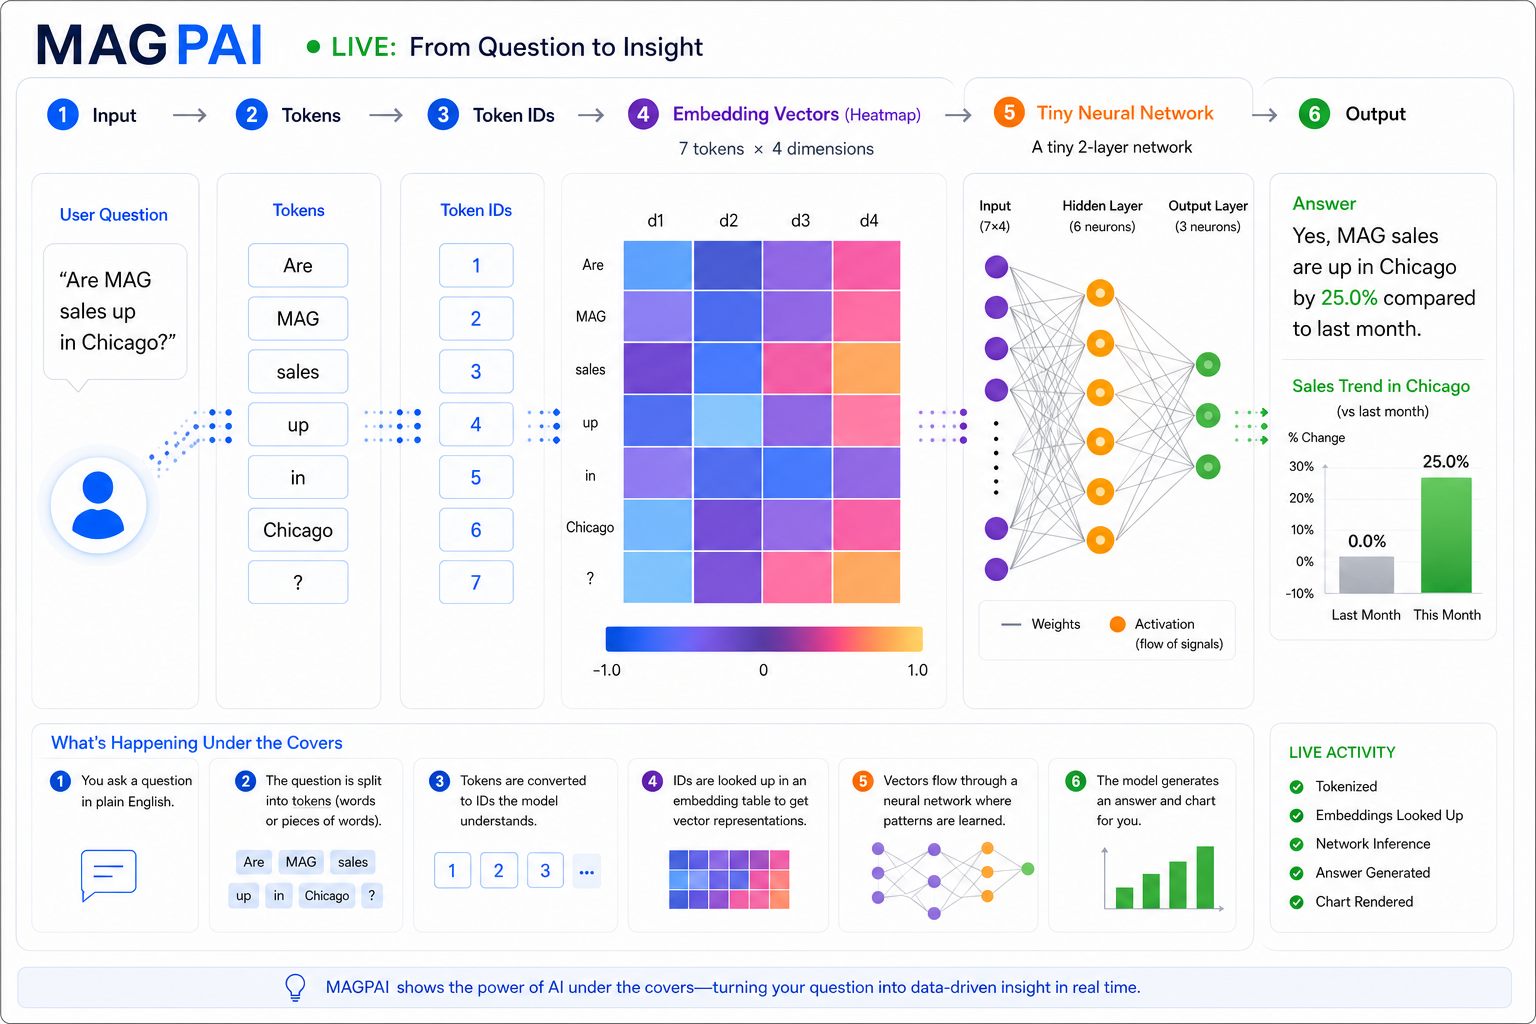 MAGPAI
LIVE: From Question to Insight
1 Input
2 Tokens
3 Token IDs
4 Embedding Vectors (Heatmap)
7 tokens × 4 dimensions
5 Tiny Neural Network
A tiny 2-layer network
6 Output
User Question
“Are MAG
sales up
in Chicago?”
Tokens
Are
MAG
sales
up
in
Chicago
?
Token IDs
1
2
3
4
5
6
7
d1 d2 d3 d4
Are
MAG
sales
up
in
Chicago
?
-1.0 0 1.0
Input Hidden Layer Output Layer
(7×4) (6 neurons) (3 neurons)
Weights
Activation
(flow of signals)
Answer
Yes, MAG sales
are up in Chicago
by 25.0% compared
to last month.
Sales Trend in Chicago
(vs last month)
% Change
30%
20%
10%
0%
-10%
0.0%
25.0%
Last Month This Month
What's Happening Under the Covers
1 You ask a question
in plain English.
2 The question is split
into tokens (words
or pieces of words).
Are MAG sales
up in Chicago ?
3 Tokens are converted
to IDs the model
understands.
1 2 3 ...
4 IDs are looked up in an
embedding table to get
vector representations.
5 Vectors flow through a
neural network where
patterns are learned.
6 The model generates
an answer and chart
for you.
LIVE ACTIVITY
Tokenized
Embeddings Looked Up
Network Inference
Answer Generated
Chart Rendered
MAGPAI shows the power of AI under the covers—turning your question into data-driven insight in real time.